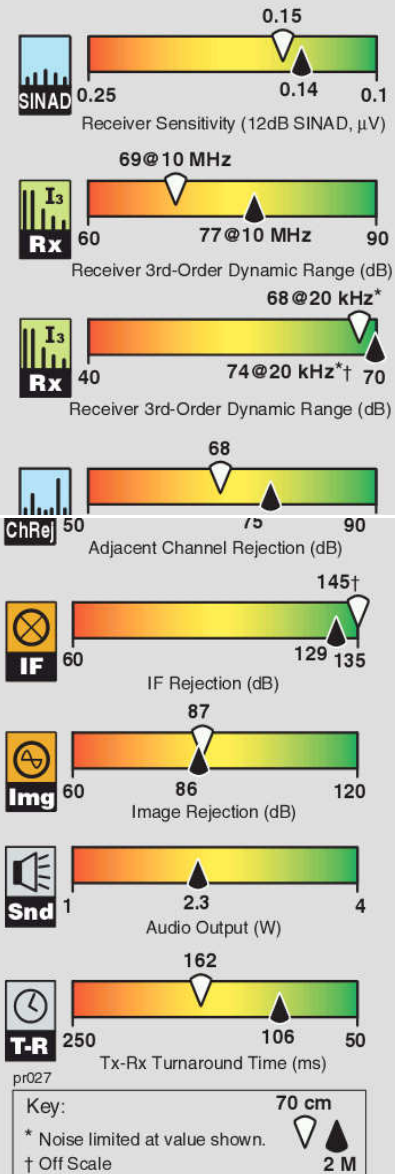 0.15
SINAD 0.25 0.14 0.1
Receiver Sensitivity (12dB SINAD, μV)
69@10 MHz
I3
Rx 60 77@10 MHz 90
Receiver 3rd-Order Dynamic Range (dB)
68@20 kHz*
I3
Rx 40 74@20 kHz*† 70
Receiver 3rd-Order Dynamic Range (dB)
68
ChRej 50 75 90
Adjacent Channel Rejection (dB)
145†
IF 60 129 135
IF Rejection (dB)
87
Img 60 86 120
Image Rejection (dB)
Snd 1 2.3 4
Audio Output (W)
162
T-R 250 106 50
Tx-Rx Turnaround Time (ms)
pr027
Key: 70 cm
* Noise limited at value shown.
† Off Scale 2 M